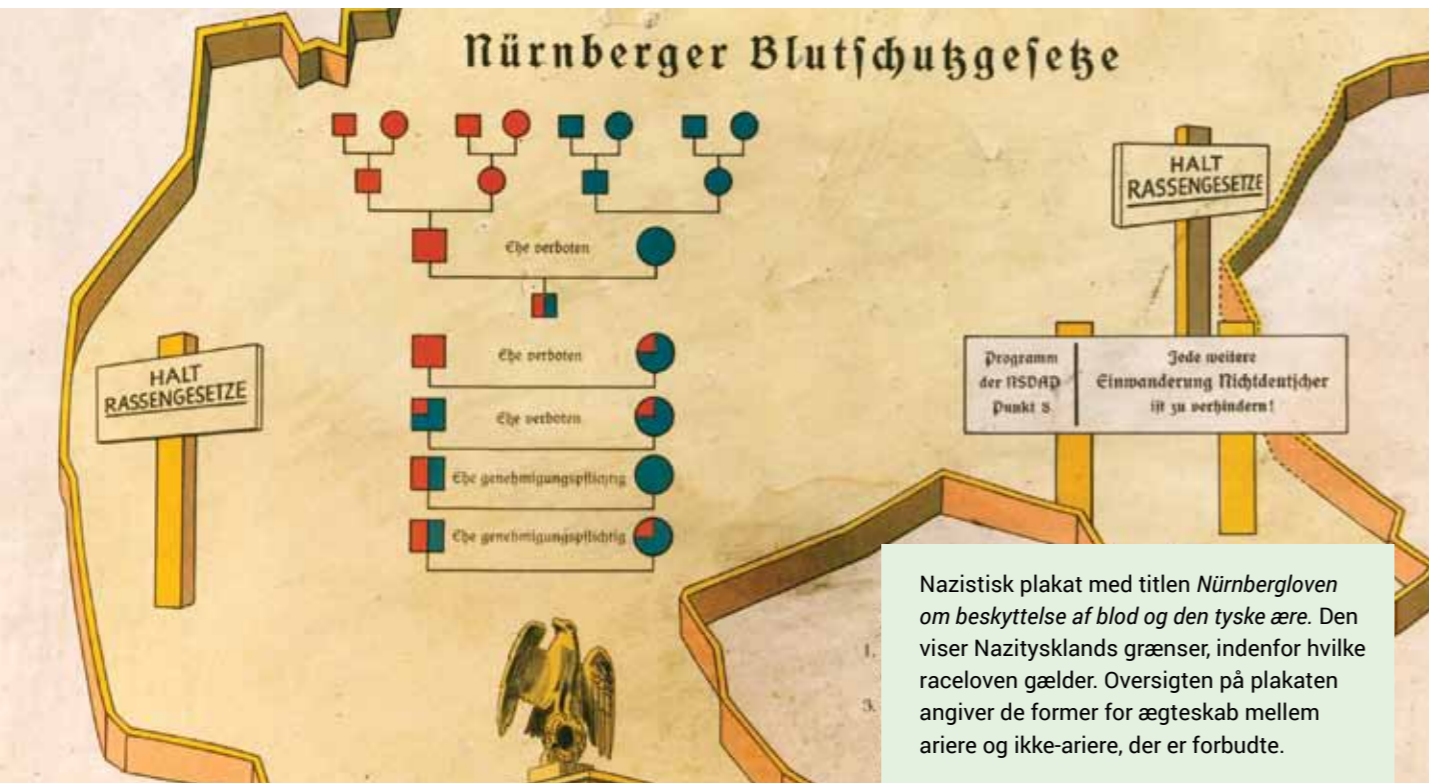 Nürnberger Blutſchutzgeſetze
HALT
RASSENGESETZE
Ehe verboten
Ehe verboten
HALT
RASSENGESETZE
Programm
der NSDAP
Punkt 8
Jede weitere
Einwanderung Nichtdeutſcher
iſt zu verhindern!
Ehe verboten
Ehe genehmigungspflichtig
Ehe genehmigungspflichtig
Nazistisk plakat med titlen Nürnbergloven
om beskyttelse af blod og den tyske ære. Den
viser Nazitysklands grænser, indenfor hvilke
raceloven gælder. Oversigten på plakaten
angiver de former for ægteskab mellem
ariere og ikke-ariere, der er forbudte.
1.
3.